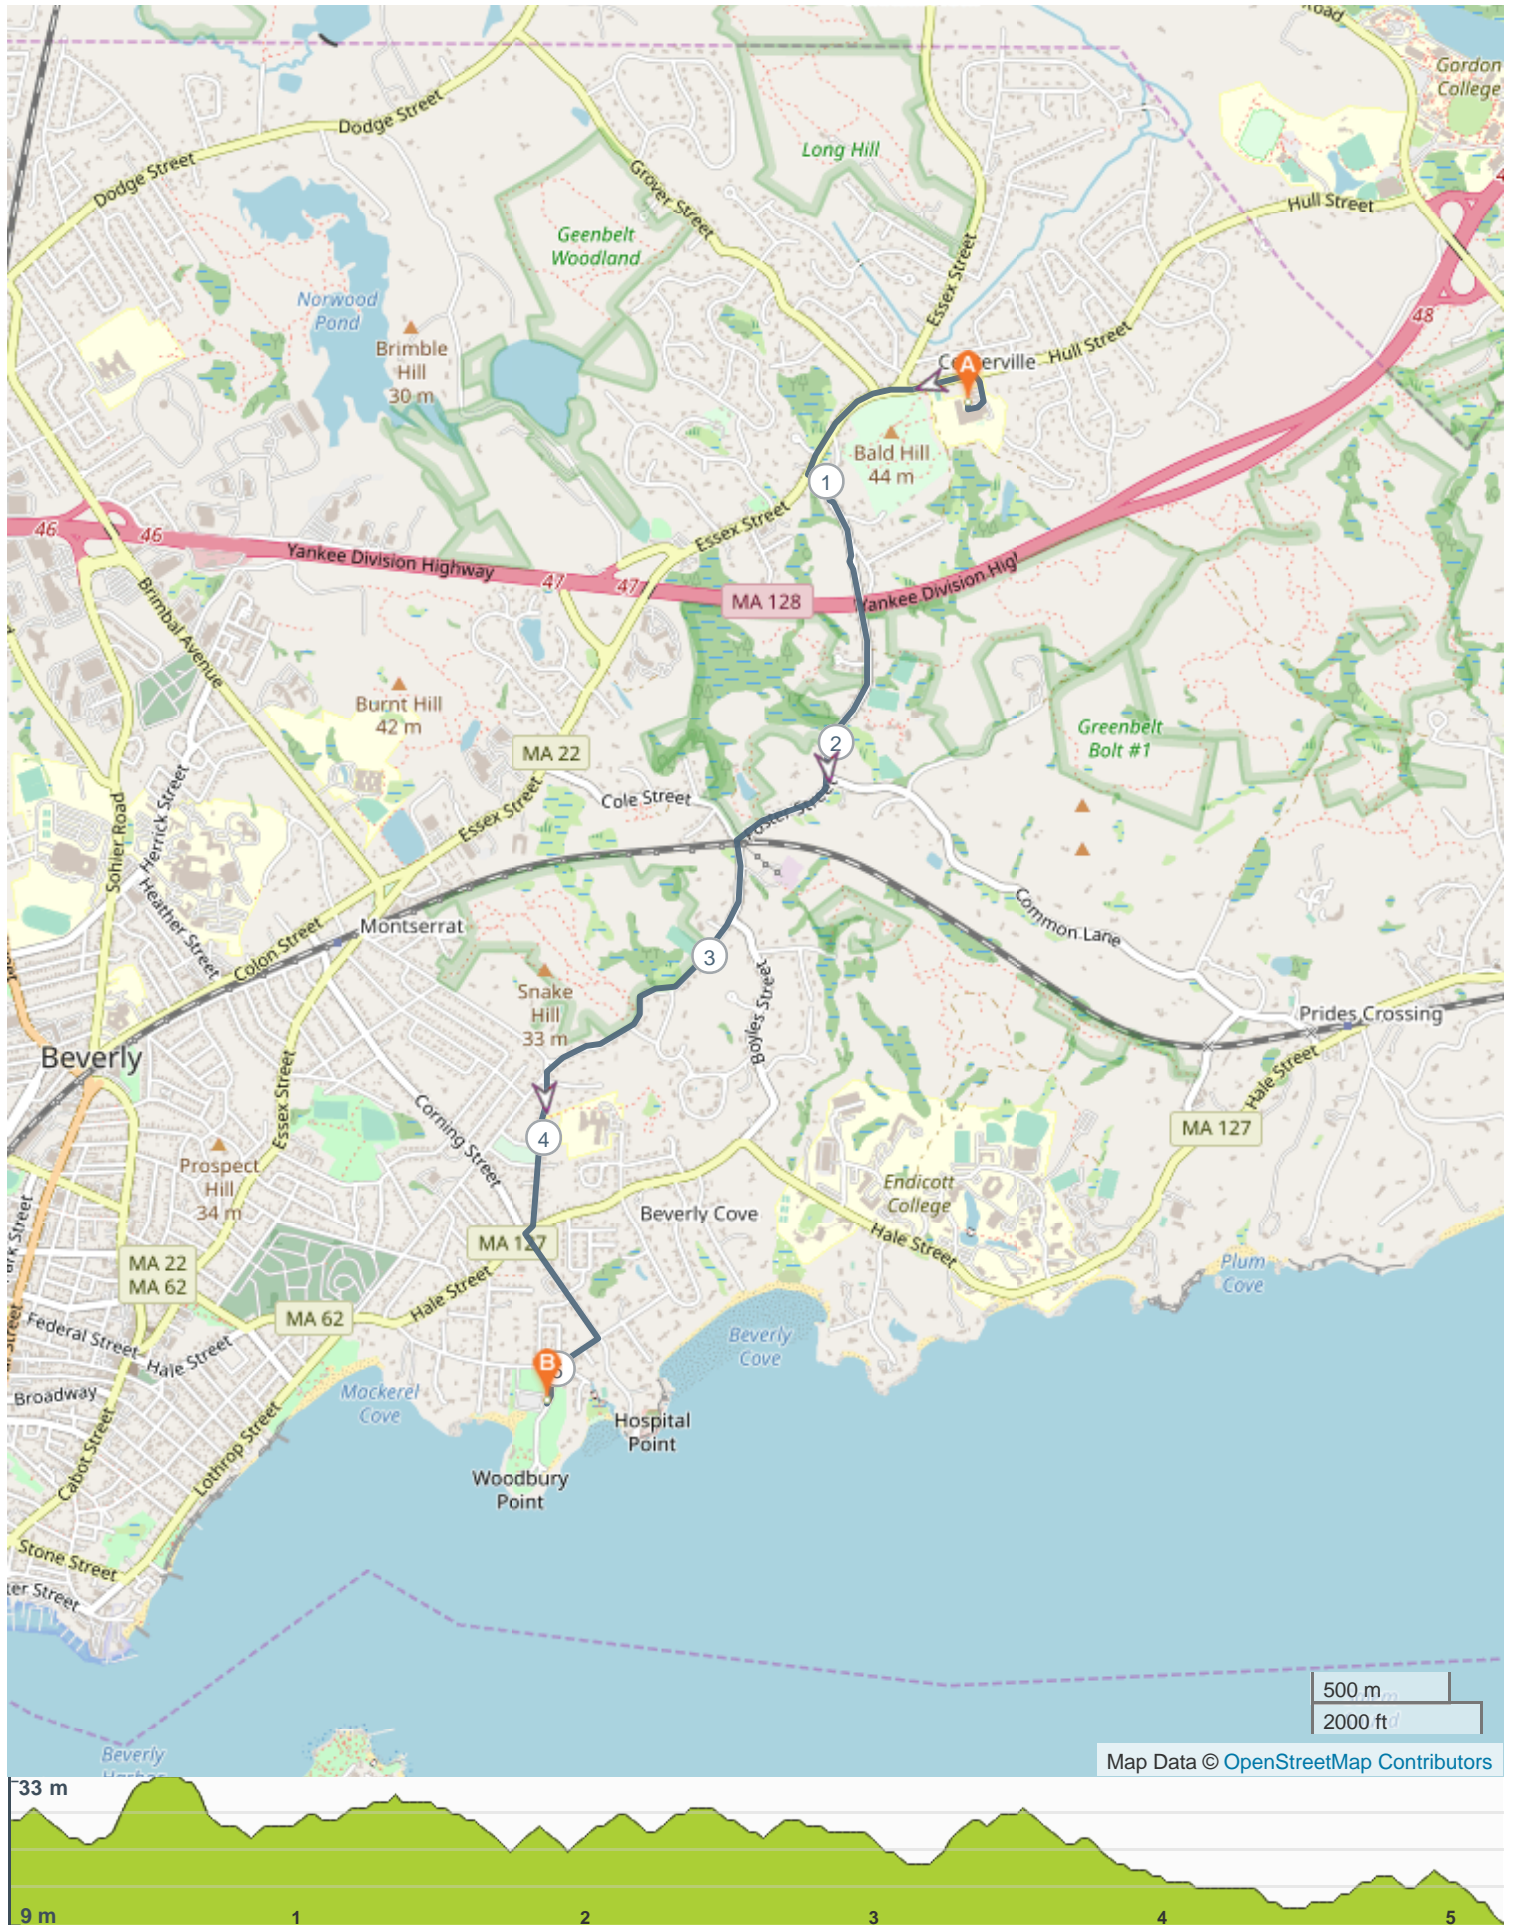 Road
Gordon
College
Dodge Street
Long Hill
Dodge Street
Grover Street
Hull Street
Geenbelt
Woodland
Essex Street
Norwood
Pond
48
Brimble
Hill
30 m
Hull Street
A
Bald Hill
44 m
1
Essex Street
46
46
Yankee Division Highway
47
47
MA 128
Brimbal Avenue
Burnt Hill
42 m
Greenbelt
Bolt #1
2
MA 22
Cole Street
Foster Street
Essex Street
Sohier Road
Herrick Street
Heather Street
Common Lane
Montserrat
Colon Street
3
Snake
Hill
33 m
Boyles Street
Prides Crossing
Beverly
Hale Street
Essex Street
Corning Street
4
MA 127
Prospect
Hill
34 m
Endicott
College
Beverly Cove
Park Street
MA 127
Hale Street
MA 22
MA 62
Plum
Cove
Hale Street
MA 62
Federal Street
Hale Street
Beverly
Cove
B
Broadway
Mackerel
Cove
Hospital
Point
Cabot Street
Lothrop Street
Woodbury
Point
Stone Street
500 m
2000 ft
Beverly
Map Data © OpenStreetMap Contributors
33 m
9 m
1
2
3
4
5